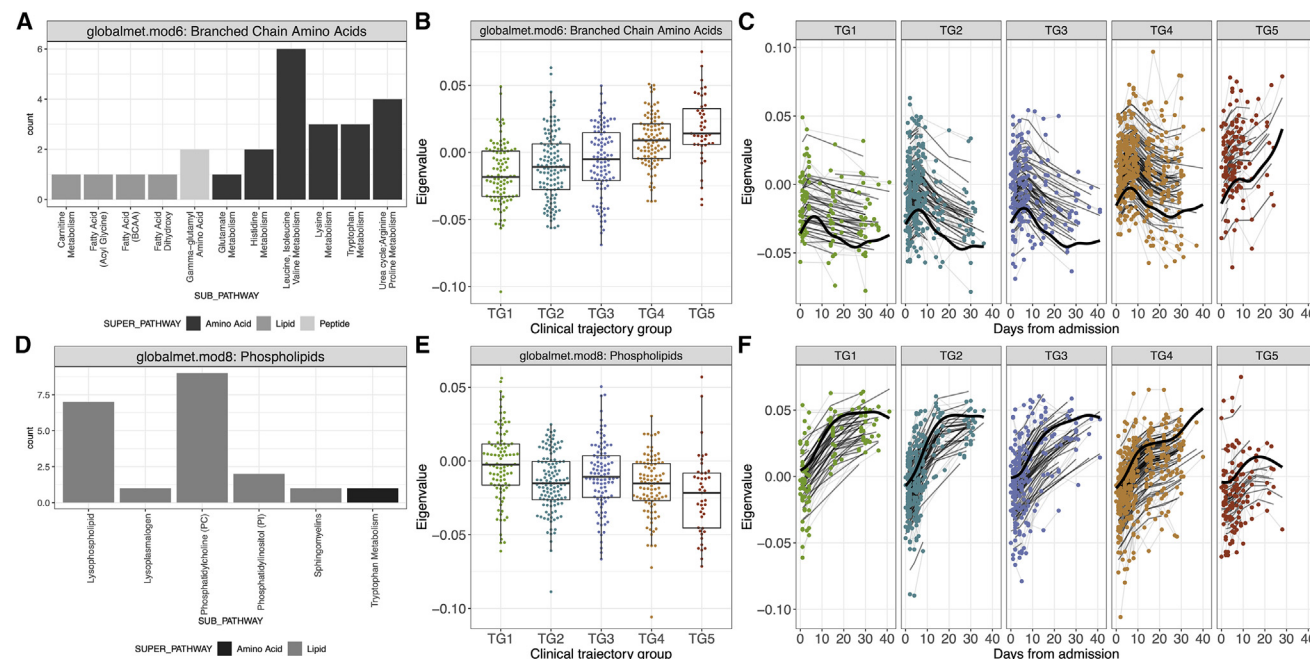 A
globalmet.mod6: Branched Chain Amino Acids
count
6
4
2
0
Carnitine
Metabolism
Fatty Acid
(Acyl Glycine)
Fatty Acid
(BCAA)
Fatty Acid
Dihydroxy
Gamma-glutamyl
Amino Acid
Glutamate
Metabolism
Histidine
Metabolism
Leucine, Isoleucine
Valine Metabolism
Lysine
Metabolism
Tryptophan
Metabolism
Urea cycle;Arginine
Proline Metabolism
SUB_PATHWAY
SUPER_PATHWAY Amino Acid Lipid Peptide
B
globalmet.mod6: Branched Chain Amino Acids
Eigenvalue
0.05
0.00
−0.05
−0.10
TG1 TG2 TG3 TG4 TG5
Clinical trajectory group
C
TG1 TG2 TG3 TG4 TG5
Eigenvalue
0.10
0.05
0.00
−0.05
0 10 20 30 40 0 10 20 30 40 0 10 20 30 40 0 10 20 30 40 0 10 20 30 40
Days from admission
D
globalmet.mod8: Phospholipids
count
7.5
5.0
2.5
0.0
Lysophospholipid
Lysoplasmalogen
Phosphatidylcholine (PC)
Phosphatidylinositol (PI)
Sphingomyelins
Tryptophan Metabolism
SUB_PATHWAY
SUPER_PATHWAY Amino Acid Lipid
E
globalmet.mod8: Phospholipids
Eigenvalue
0.05
0.00
−0.05
−0.10
TG1 TG2 TG3 TG4 TG5
Clinical trajectory group
F
TG1 TG2 TG3 TG4 TG5
Eigenvalue
0.05
0.00
−0.05
−0.10
0 10 20 30 40 0 10 20 30 40 0 10 20 30 40 0 10 20 30 40 0 10 20 30 40
Days from admission